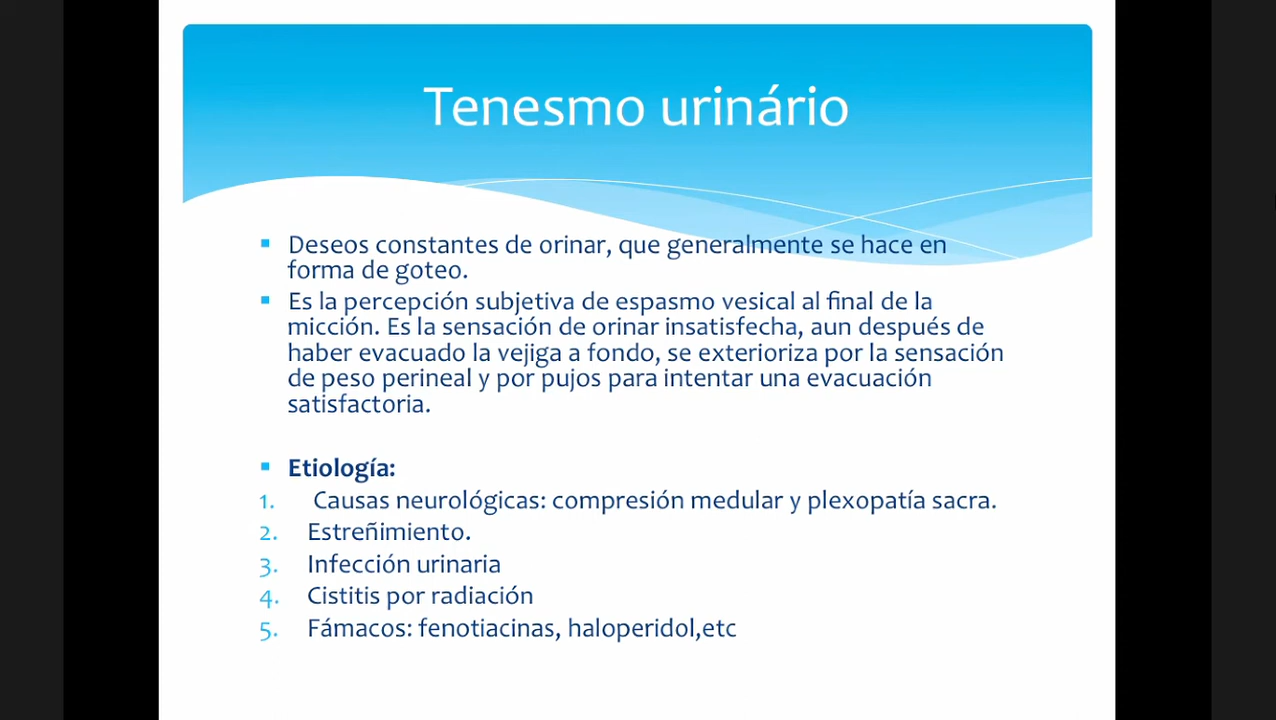 Tenesmo urinário
▪ Deseos constantes de orinar, que generalmente se hace en
forma de goteo.
▪ Es la percepción subjetiva de espasmo vesical al final de la
micción. Es la sensación de orinar insatisfecha, aun después de
haber evacuado la vejiga a fondo, se exterioriza por la sensación
de peso perineal y por pujos para intentar una evacuación
satisfactoria.
▪ Etiología:
1. Causas neurológicas: compresión medular y plexopatía sacra.
2. Estreñimiento.
3. Infección urinaria
4. Cistitis por radiación
5. Fámacos: fenotiacinas, haloperidol,etc